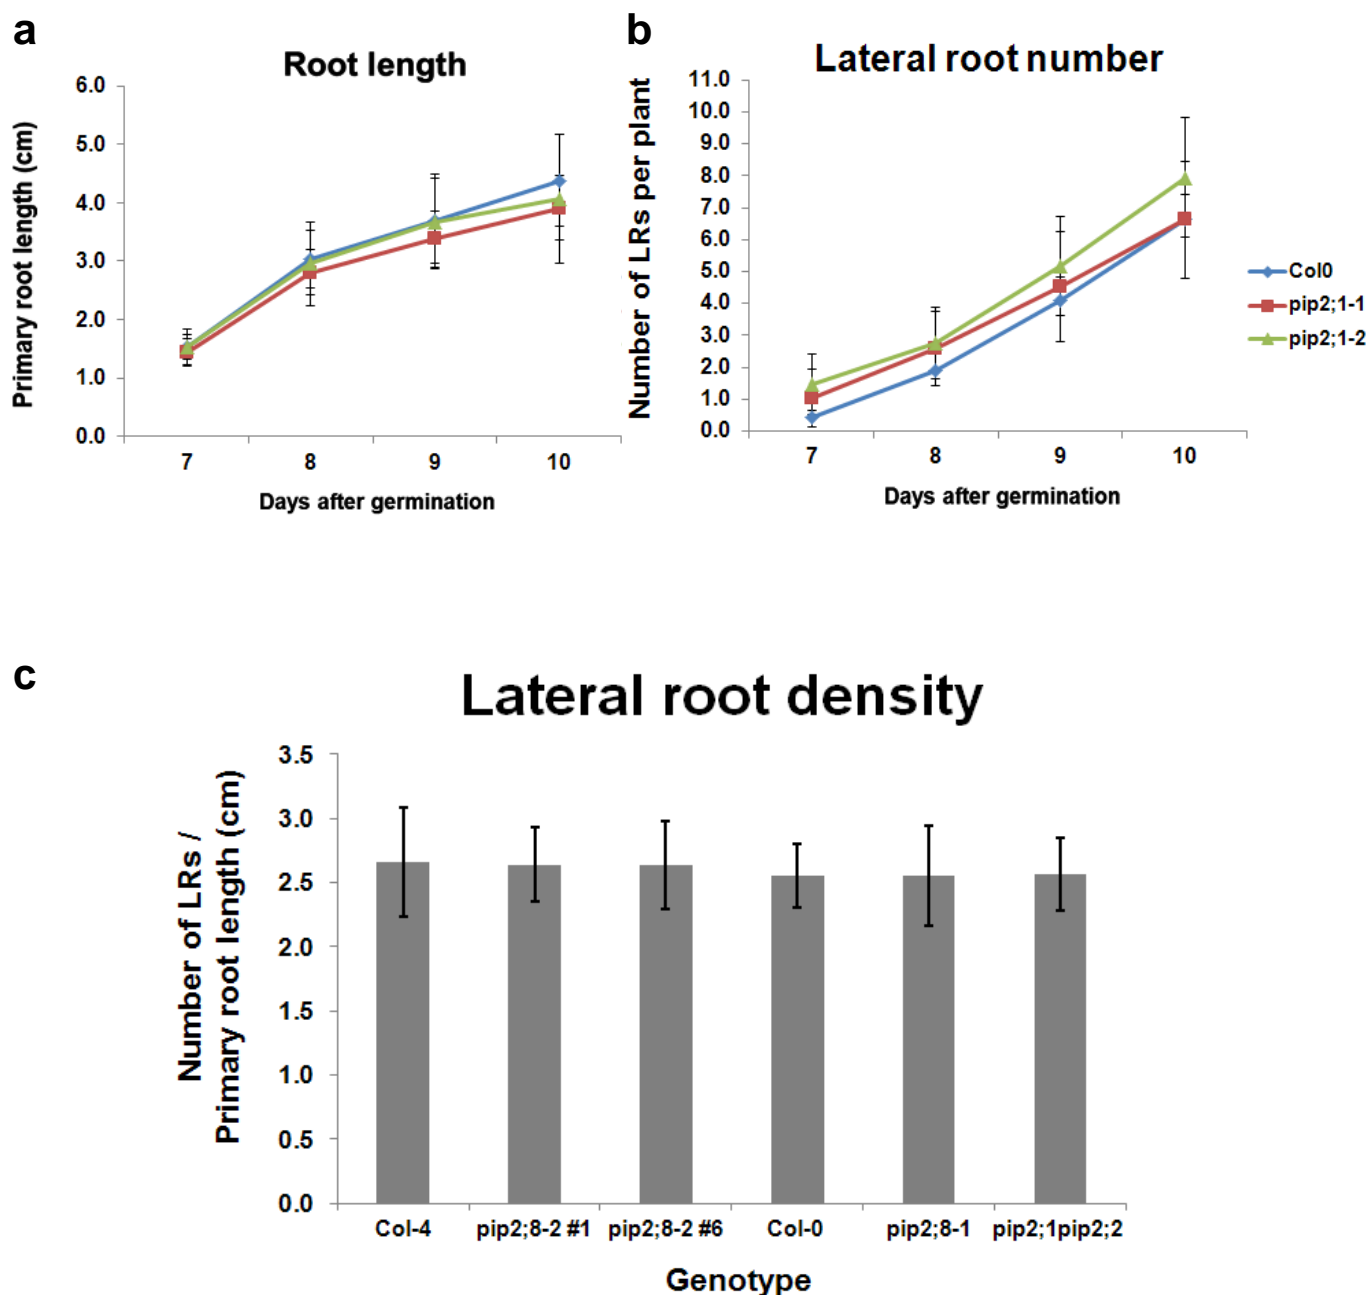 a
Root length
6.0
5.0
4.0
3.0
2.0
1.0
0.0
Primary root length (cm)
7 8 9 10
Days after germination
b
Lateral root number
11.0
10.0
9.0
8.0
7.0
6.0
5.0
4.0
3.0
2.0
1.0
0.0
Number of LRs per plant
7 8 9 10
Days after germination
Col0
pip2;1-1
pip2;1-2
c
Lateral root density
3.5
3.0
2.5
2.0
1.5
1.0
0.5
0.0
Number of LRs /
Primary root length (cm)
Col-4 pip2;8-2 #1 pip2;8-2 #6 Col-0 pip2;8-1 pip2;1pip2;2
Genotype